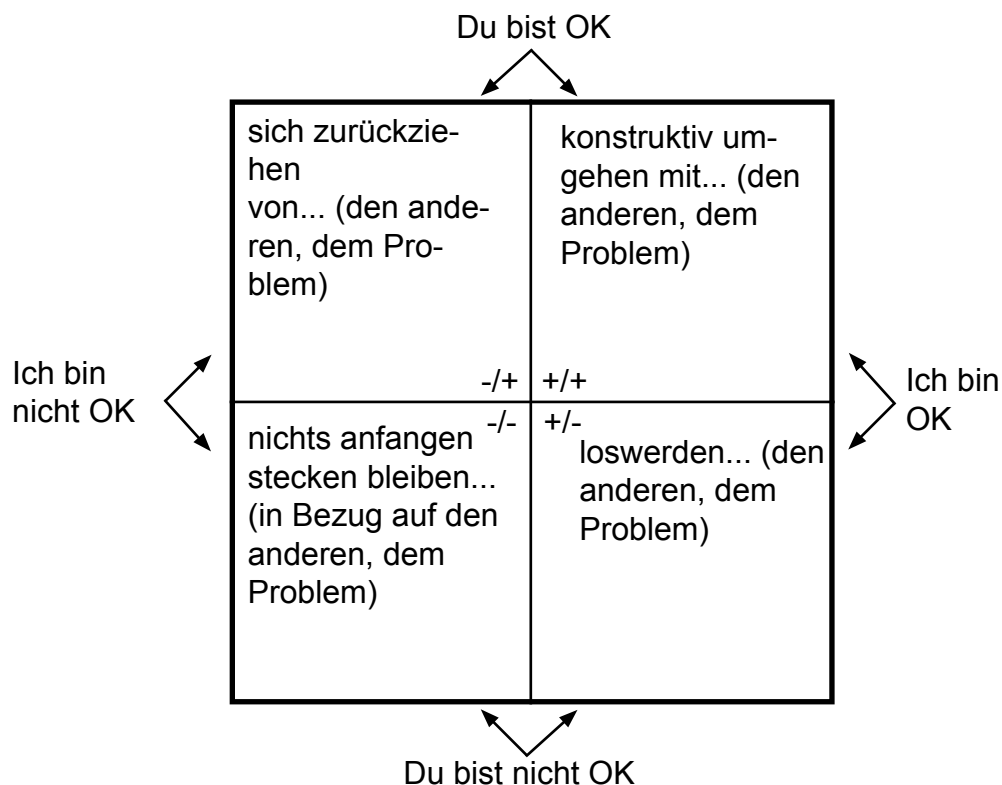 Du bist OK
sich zurückzie-
hen
von... (den ande-
ren, dem Pro-
blem)
konstruktiv um-
gehen mit... (den
anderen, dem
Problem)
Ich bin
nicht OK
-/+
+/+
Ich bin
OK
-/-
+/-
nichts anfangen
stecken bleiben...
(in Bezug auf den
anderen, dem
Problem)
loswerden... (den
anderen, dem
Problem)
Du bist nicht OK